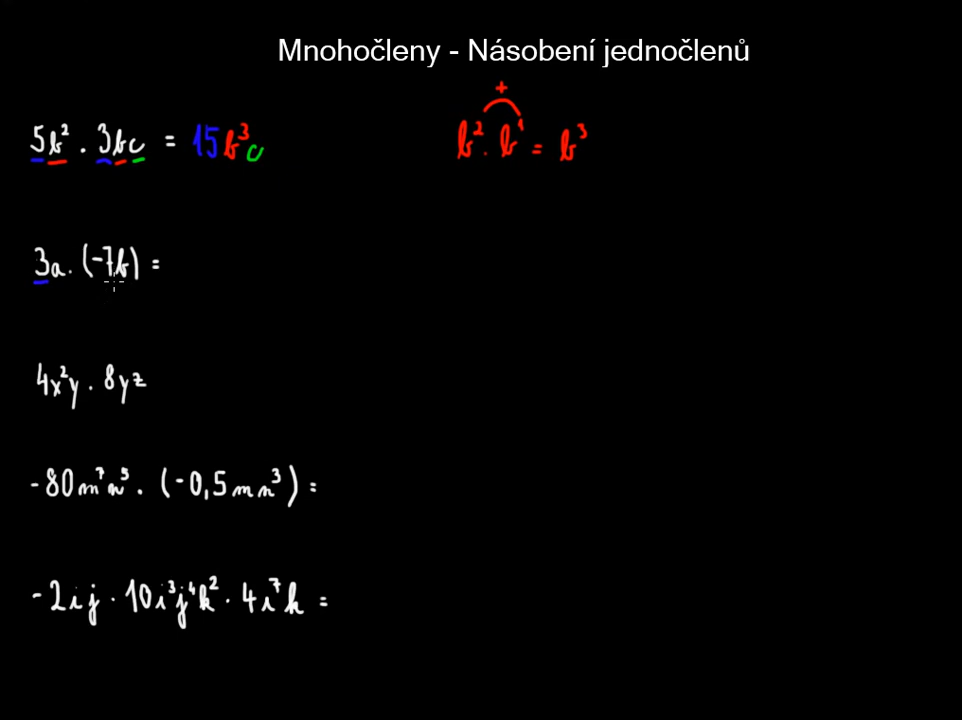 Mnohočleny - Násobení jednočlenů
5b² . 3bc = 15b³c
+
b² . b¹ = b³
3a . (-7b) =
4x²y . 8yz
-80m⁷n⁵ . (-0,5mn³) =
-2ij . 10i³j⁴k² . 4i⁷k =